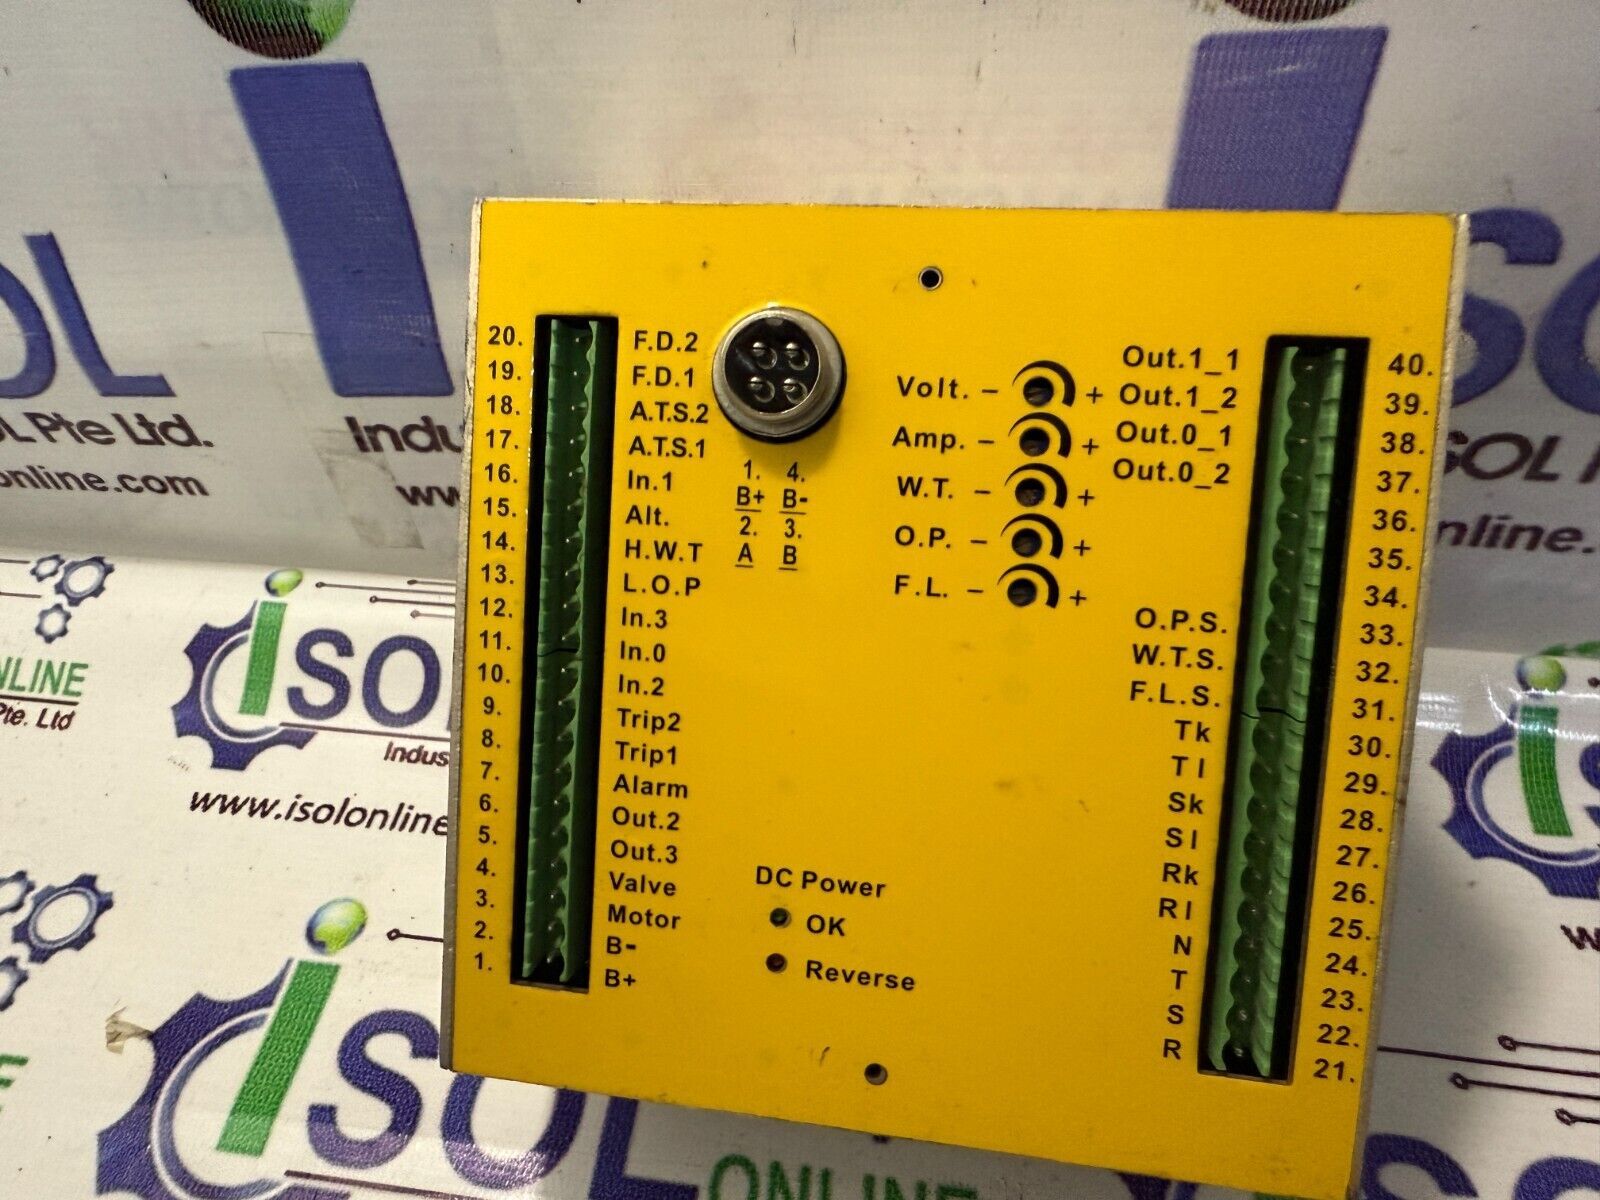 20. F.D.2
19. F.D.1
18. A.T.S.2
17. A.T.S.1
16. In.1
15. Alt.
14. H.W.T
13. L.O.P
12. In.3
11. In.0
10. In.2
9. Trip2
8. Trip1
7. Alarm
6. Out.2
5. Out.3
4. Valve
3. Motor
2. B-
1. B+
1. 4.
B+ B-
2. 3.
A B
Volt. - +
Amp. - +
W.T. - +
O.P. - +
F.L. - +
DC Power
OK
Reverse
Out.1_1 40.
Out.1_2 39.
Out.0_1 38.
Out.0_2 37.
36.
35.
34.
O.P.S. 33.
W.T.S. 32.
F.L.S. 31.
Tk 30.
Tl 29.
Sk 28.
Sl 27.
Rk 26.
Rl 25.
N 24.
T 23.
S 22.
R 21.
OL Pte Ltd.
Indu
online.com
ww
SOL
nline.
NLINE
Pte. Ltd
iSOL
Indus
www.isolonline
iSOL
ONLINE